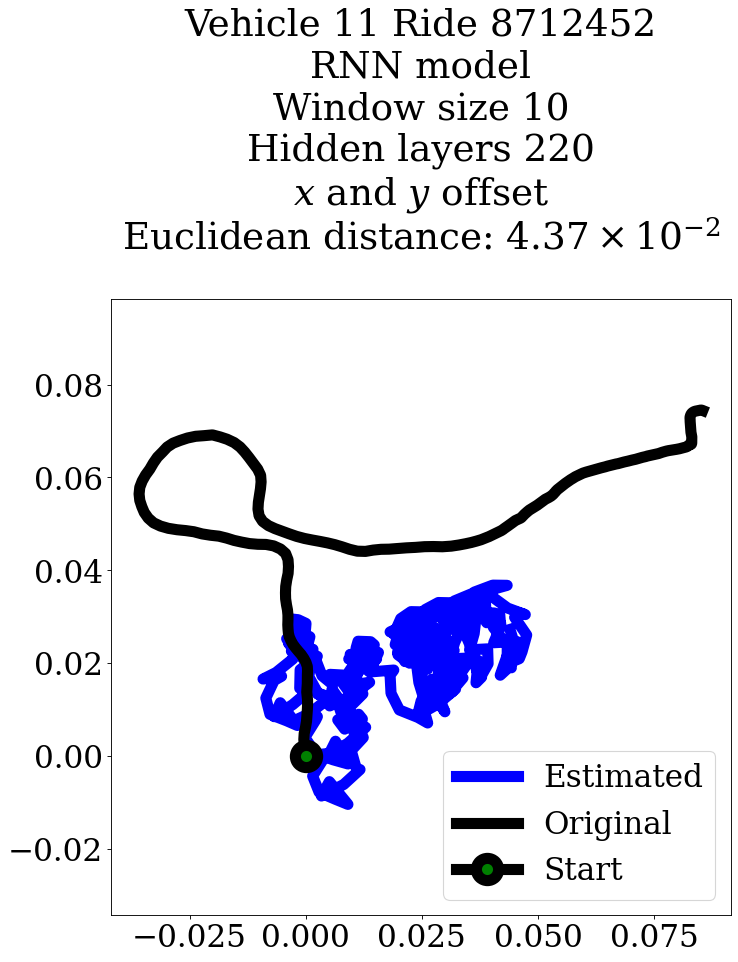 Vehicle 11 Ride 8712452
RNN model
Window size 10
Hidden layers 220
x and y offset
Euclidean distance: 4.37 × 10⁻²
0.08
0.06
0.04
0.02
0.00
−0.02
−0.025 0.000 0.025 0.050 0.075
Estimated
Original
Start